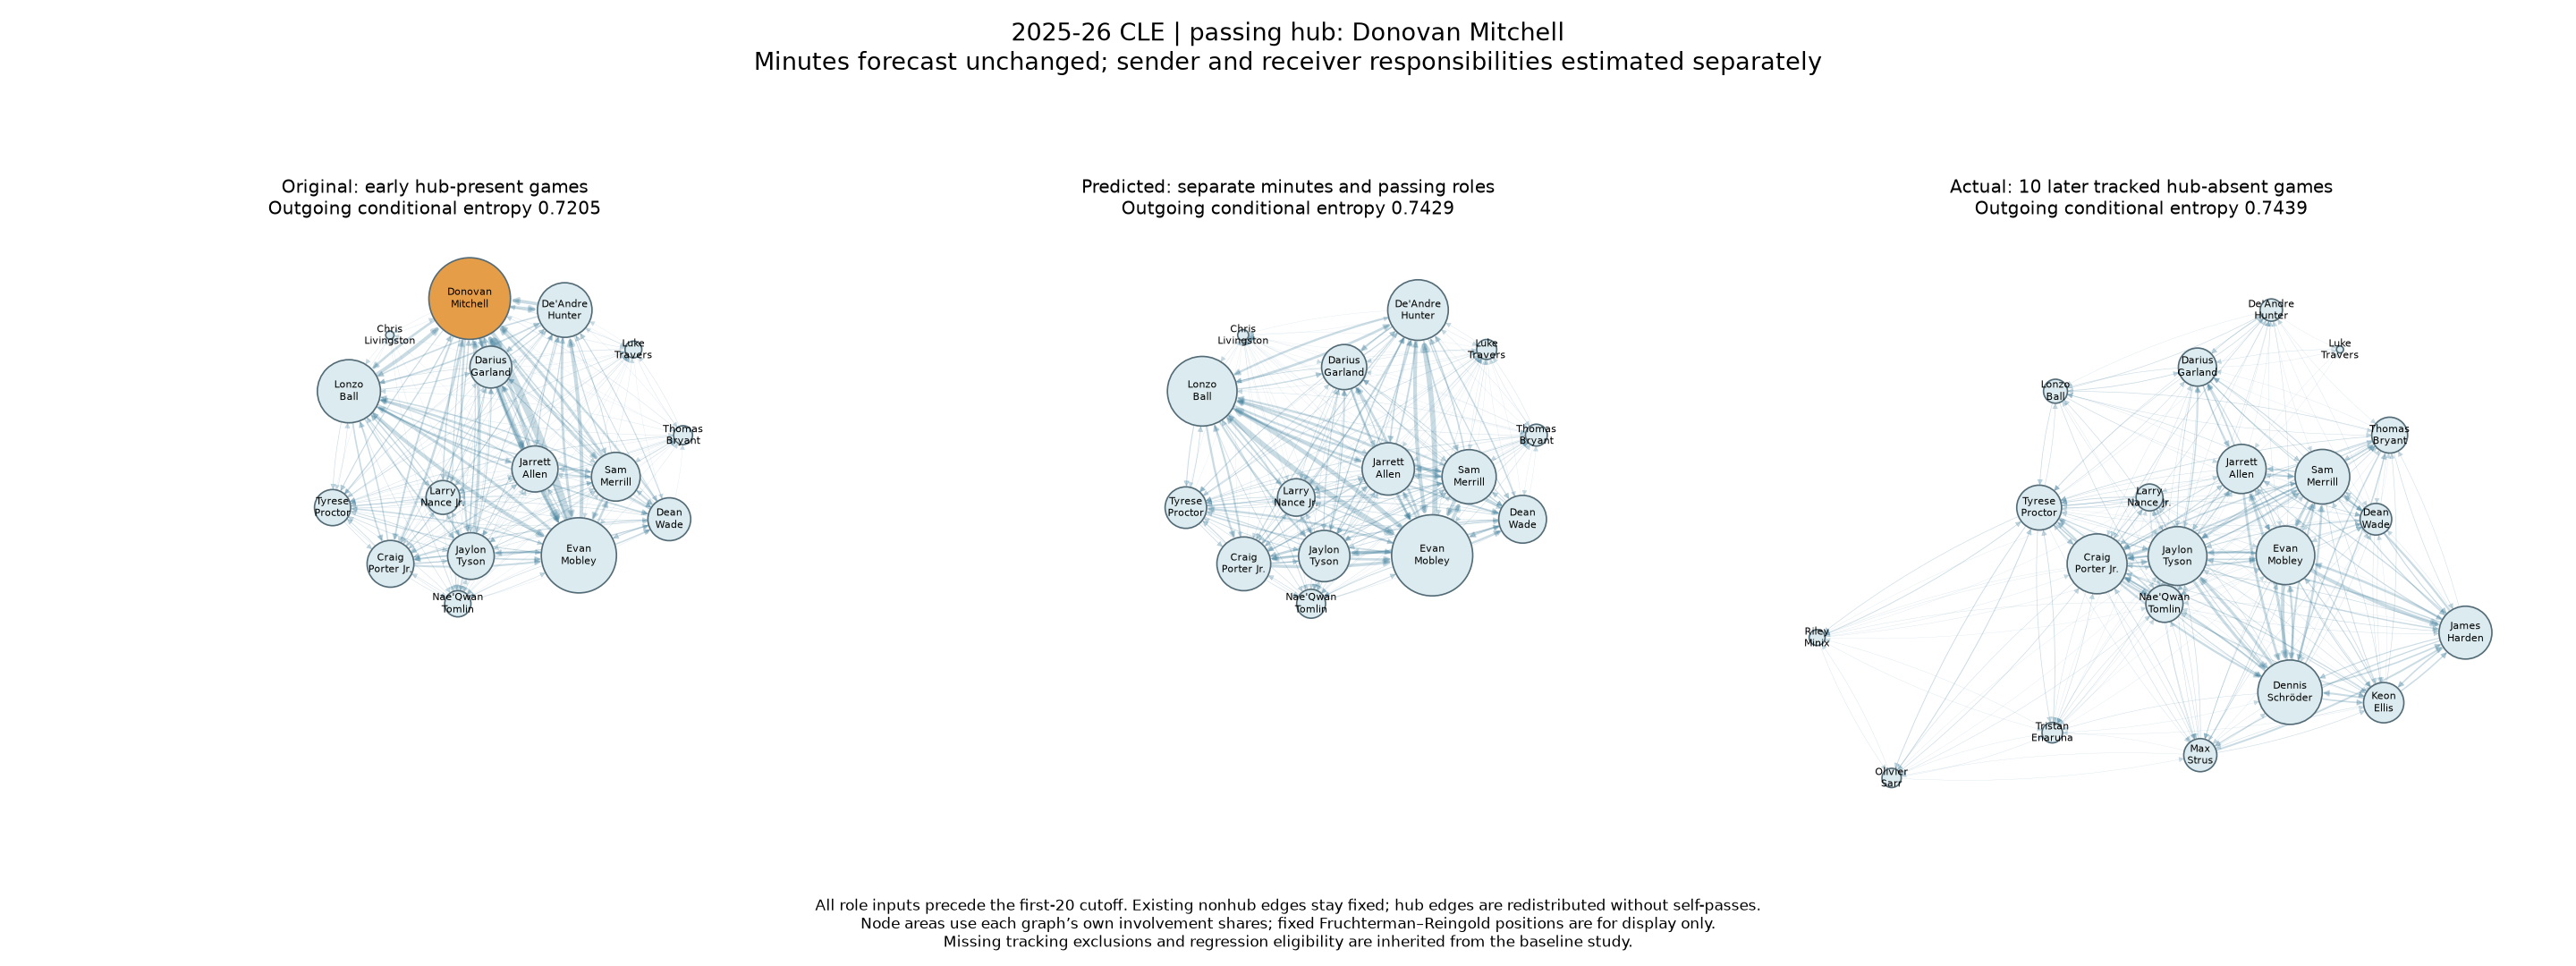 2025-26 CLE | passing hub: Donovan Mitchell
Minutes forecast unchanged; sender and receiver responsibilities estimated separately
Original: early hub-present games
Outgoing conditional entropy 0.7205
Donovan
Mitchell
De'Andre
Hunter
Chris
Livingston
Luke
Travers
Darius
Garland
Lonzo
Ball
Thomas
Bryant
Jarrett
Allen
Sam
Merrill
Larry
Nance Jr.
Tyrese
Proctor
Dean
Wade
Craig
Porter Jr.
Jaylon
Tyson
Evan
Mobley
Nae'Qwan
Tomlin
Predicted: separate minutes and passing roles
Outgoing conditional entropy 0.7429
De'Andre
Hunter
Chris
Livingston
Luke
Travers
Darius
Garland
Lonzo
Ball
Thomas
Bryant
Jarrett
Allen
Sam
Merrill
Larry
Nance Jr.
Tyrese
Proctor
Dean
Wade
Craig
Porter Jr.
Jaylon
Tyson
Evan
Mobley
Nae'Qwan
Tomlin
Actual: 10 later tracked hub-absent games
Outgoing conditional entropy 0.7439
De'Andre
Hunter
Luke
Travers
Darius
Garland
Lonzo
Ball
Thomas
Bryant
Jarrett
Allen
Sam
Merrill
Larry
Nance Jr.
Tyrese
Proctor
Dean
Wade
Craig
Porter Jr.
Jaylon
Tyson
Evan
Mobley
Nae'Qwan
Tomlin
Riley
Minix
James
Harden
Dennis
Schröder
Keon
Ellis
Tristan
Enaruna
Max
Strus
Olivier
Sarr
All role inputs precede the first-20 cutoff. Existing nonhub edges stay fixed; hub edges are redistributed without self-passes.
Node areas use each graph’s own involvement shares; fixed Fruchterman–Reingold positions are for display only.
Missing tracking exclusions and regression eligibility are inherited from the baseline study.